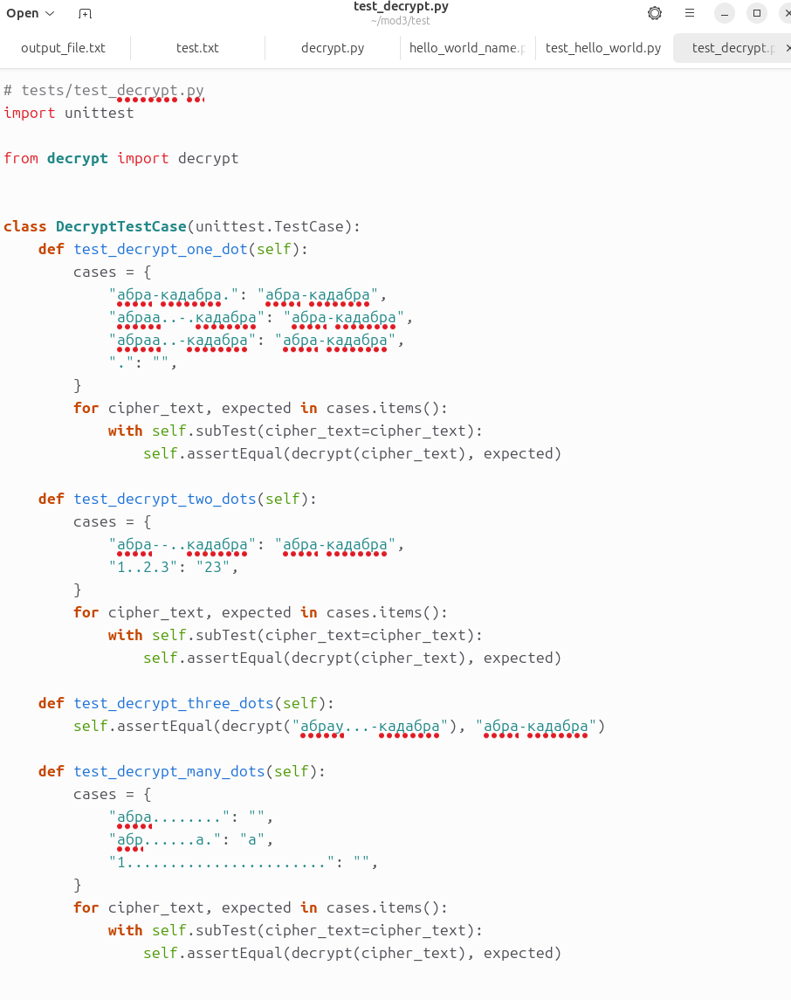 Open
test_decrypt.py
~/mod3/test
output_file.txt
test.txt
decrypt.py
hello_world_name.p
test_hello_world.py
test_decrypt.p
# tests/test_decrypt.py
import unittest
from decrypt import decrypt
class DecryptTestCase(unittest.TestCase):
    def test_decrypt_one_dot(self):
        cases = {
            "абра-кадабра.": "абра-кадабра",
            "абраа..-.кадабра": "абра-кадабра",
            "абраа..-кадабра": "абра-кадабра",
            ".": "",
        }
        for cipher_text, expected in cases.items():
            with self.subTest(cipher_text=cipher_text):
                self.assertEqual(decrypt(cipher_text), expected)
    def test_decrypt_two_dots(self):
        cases = {
            "абра--..кадабра": "абра-кадабра",
            "1..2.3": "23",
        }
        for cipher_text, expected in cases.items():
            with self.subTest(cipher_text=cipher_text):
                self.assertEqual(decrypt(cipher_text), expected)
    def test_decrypt_three_dots(self):
        self.assertEqual(decrypt("абрау...-кадабра"), "абра-кадабра")
    def test_decrypt_many_dots(self):
        cases = {
            "абра........": "",
            "абр......а.": "а",
            "1.......................": "",
        }
        for cipher_text, expected in cases.items():
            with self.subTest(cipher_text=cipher_text):
                self.assertEqual(decrypt(cipher_text), expected)